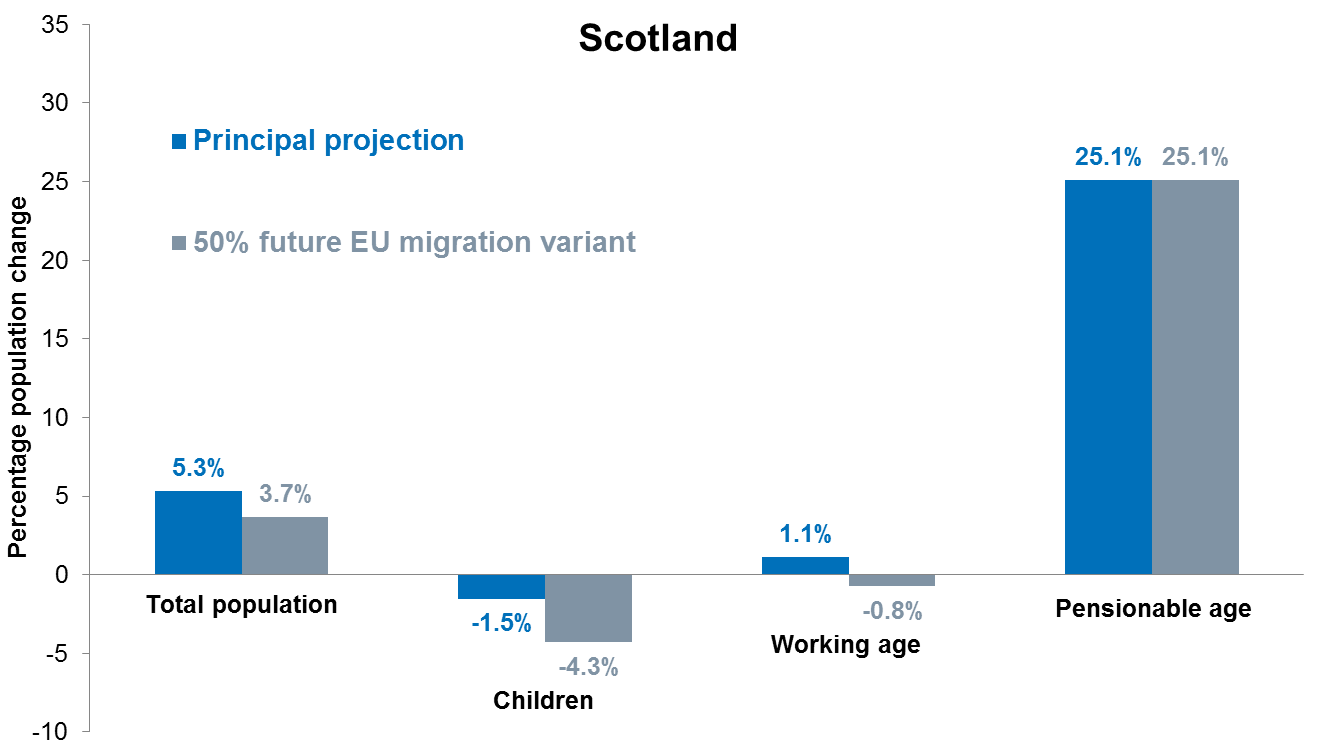 Scotland
Percentage population change
35
30
25
20
15
10
5
0
-5
-10
Principal projection
50% future EU migration variant
5.3%
3.7%
Total population
-1.5%
-4.3%
Children
1.1%
-0.8%
Working age
25.1%
25.1%
Pensionable age